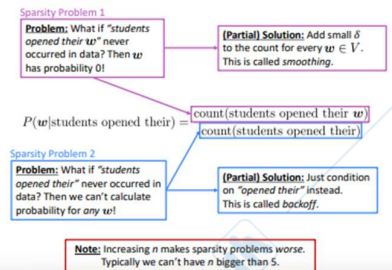 Sparsity Problem 1
Problem: What if "students
opened their w" never
occurred in data? Then w
has probability 0!
(Partial) Solution: Add small δ
to the count for every w ∈ V.
This is called smoothing.
P(w|students opened their) =
count(students opened their w)
count(students opened their)
Sparsity Problem 2
Problem: What if "students
opened their" never occurred in
data? Then we can't calculate
probability for any w!
(Partial) Solution: Just condition
on "opened their" instead.
This is called backoff.
Note: Increasing n makes sparsity problems worse.
Typically we can't have n bigger than 5.